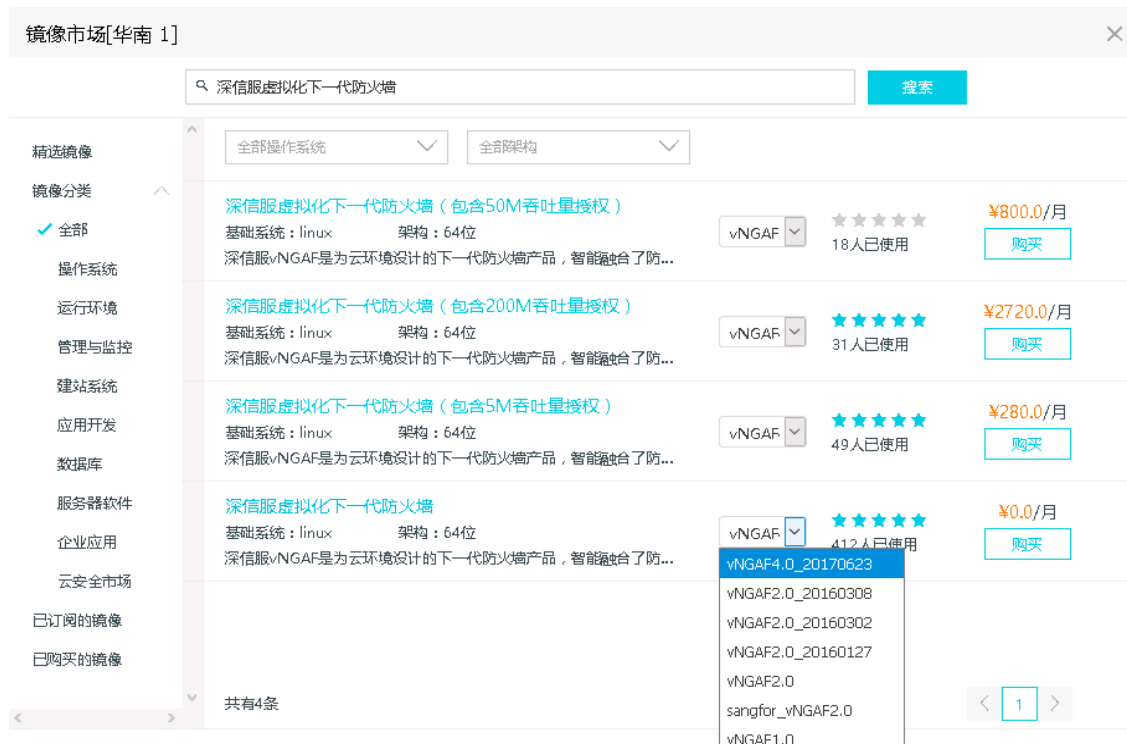 镜像市场[华南 1]
深信服虚拟化下一代防火墙
搜索
精选镜像
镜像分类
全部
操作系统
运行环境
管理与监控
建站系统
应用开发
数据库
服务器软件
企业应用
云安全市场
已订阅的镜像
已购买的镜像
全部操作系统
全部架构
深信服虚拟化下一代防火墙（包含50M吞吐量授权）
基础系统：linux 架构：64位
深信服vNGAF是为云环境设计的下一代防火墙产品，智能融合了防...
vNGAF
18人已使用
¥800.0/月
购买
深信服虚拟化下一代防火墙（包含200M吞吐量授权）
基础系统：linux 架构：64位
深信服vNGAF是为云环境设计的下一代防火墙产品，智能融合了防...
vNGAF
31人已使用
¥2720.0/月
购买
深信服虚拟化下一代防火墙（包含5M吞吐量授权）
基础系统：linux 架构：64位
深信服vNGAF是为云环境设计的下一代防火墙产品，智能融合了防...
vNGAF
49人已使用
¥280.0/月
购买
深信服虚拟化下一代防火墙
基础系统：linux 架构：64位
深信服vNGAF是为云环境设计的下一代防火墙产品，智能融合了防...
vNGAF
412人已使用
¥0.0/月
购买
vNGAF4.0_20170623
vNGAF2.0_20160308
vNGAF2.0_20160302
vNGAF2.0_20160127
vNGAF2.0
sangfor_vNGAF2.0
vNGAF1.0
共有4条
1